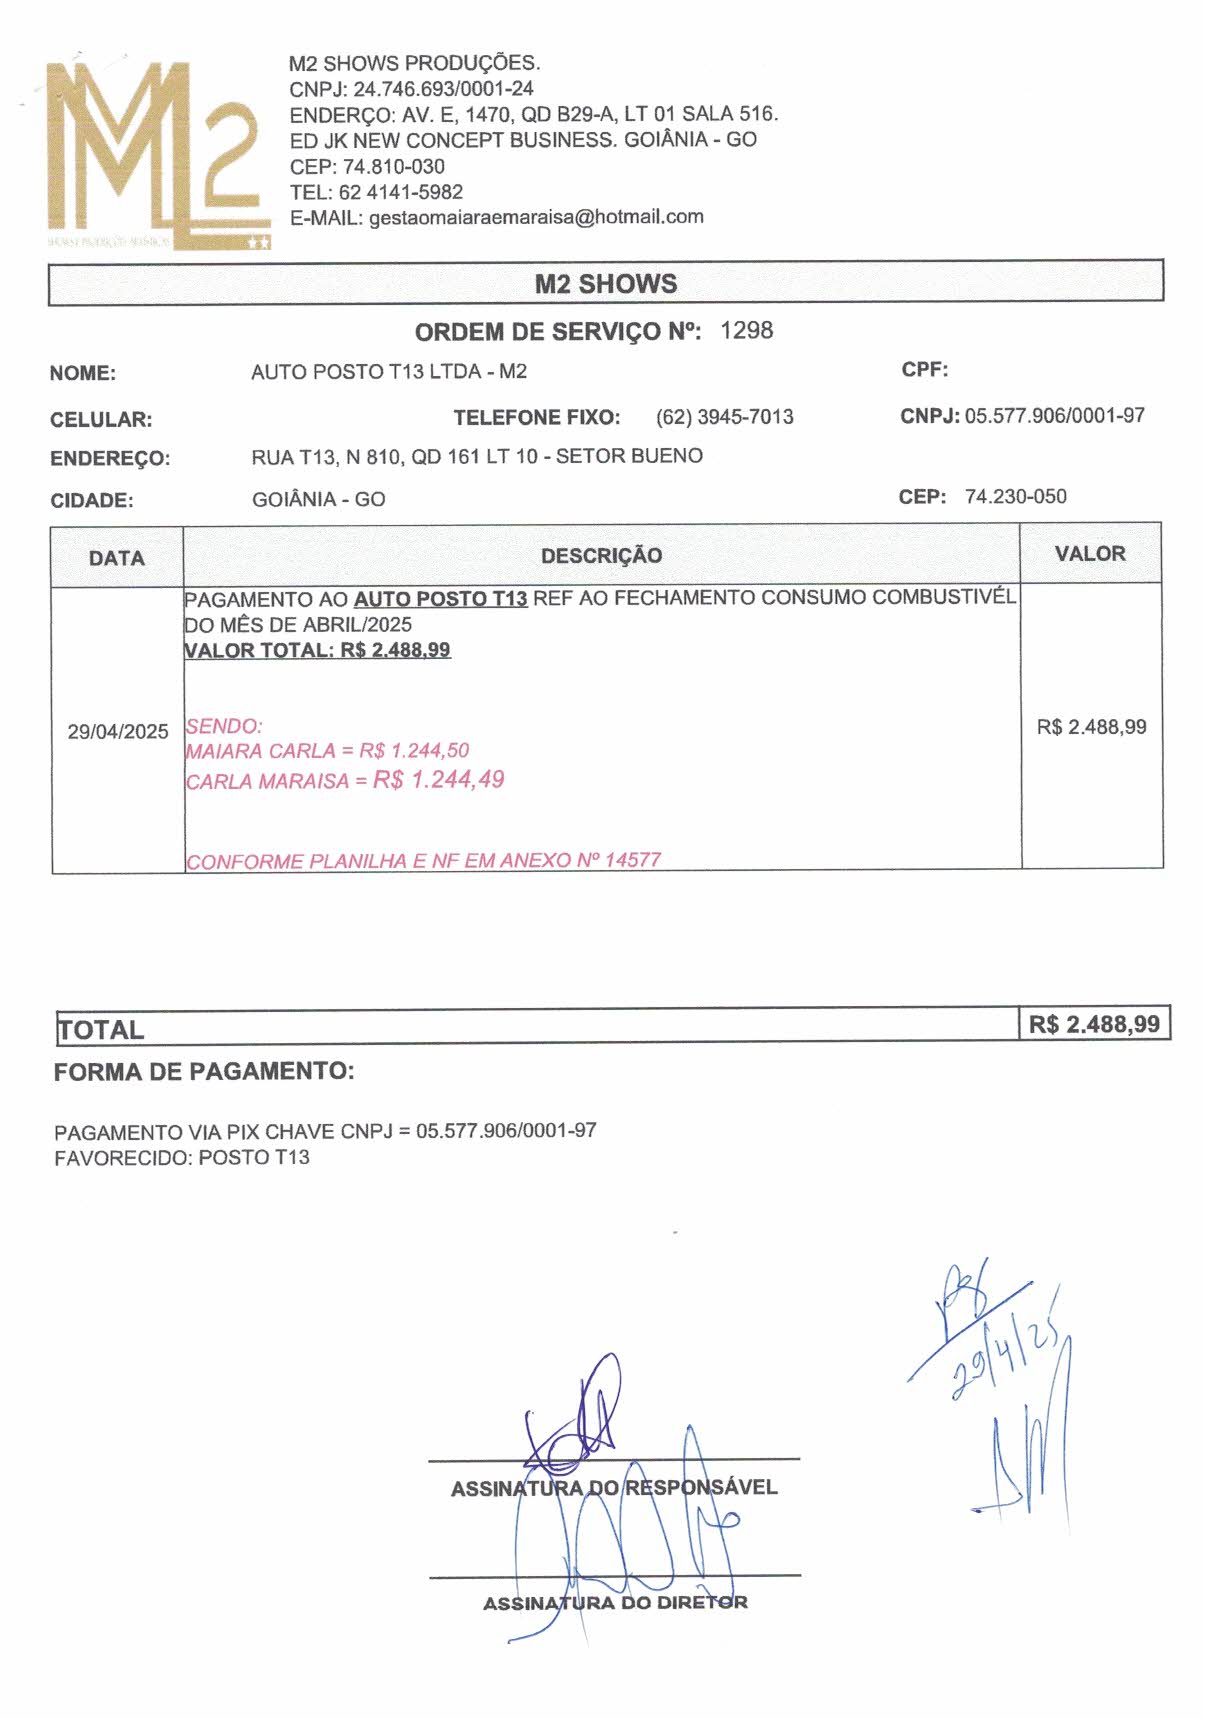 M2 SHOWS PRODUÇÕES.
CNPJ: 24.746.693/0001-24
ENDERÇO: AV. E, 1470, QD B29-A, LT 01 SALA 516.
ED JK NEW CONCEPT BUSINESS. GOIÂNIA - GO
CEP: 74.810-030
TEL: 62 4141-5982
E-MAIL: gestaomaiaraemaraisa@hotmail.com
M2
M2 SHOWS
ORDEM DE SERVIÇO Nº: 1298
NOME: AUTO POSTO T13 LTDA - M2 CPF:
CELULAR: TELEFONE FIXO: (62) 3945-7013 CNPJ: 05.577.906/0001-97
ENDEREÇO: RUA T13, N 810, QD 161 LT 10 - SETOR BUENO
CIDADE: GOIÂNIA - GO CEP: 74.230-050
DATA DESCRIÇÃO VALOR
PAGAMENTO AO AUTO POSTO T13 REF AO FECHAMENTO CONSUMO COMBUSTIVÉL
DO MÊS DE ABRIL/2025
VALOR TOTAL: R$ 2.488,99
29/04/2025 SENDO: R$ 2.488,99
MAIARA CARLA = R$ 1.244,50
CARLA MARAISA = R$ 1.244,49
CONFORME PLANILHA E NF EM ANEXO Nº 14577
TOTAL R$ 2.488,99
FORMA DE PAGAMENTO:
PAGAMENTO VIA PIX CHAVE CNPJ = 05.577.906/0001-97
FAVORECIDO: POSTO T13
29/4/25
ASSINATURA DO RESPONSÁVEL
ASSINATURA DO DIRETOR